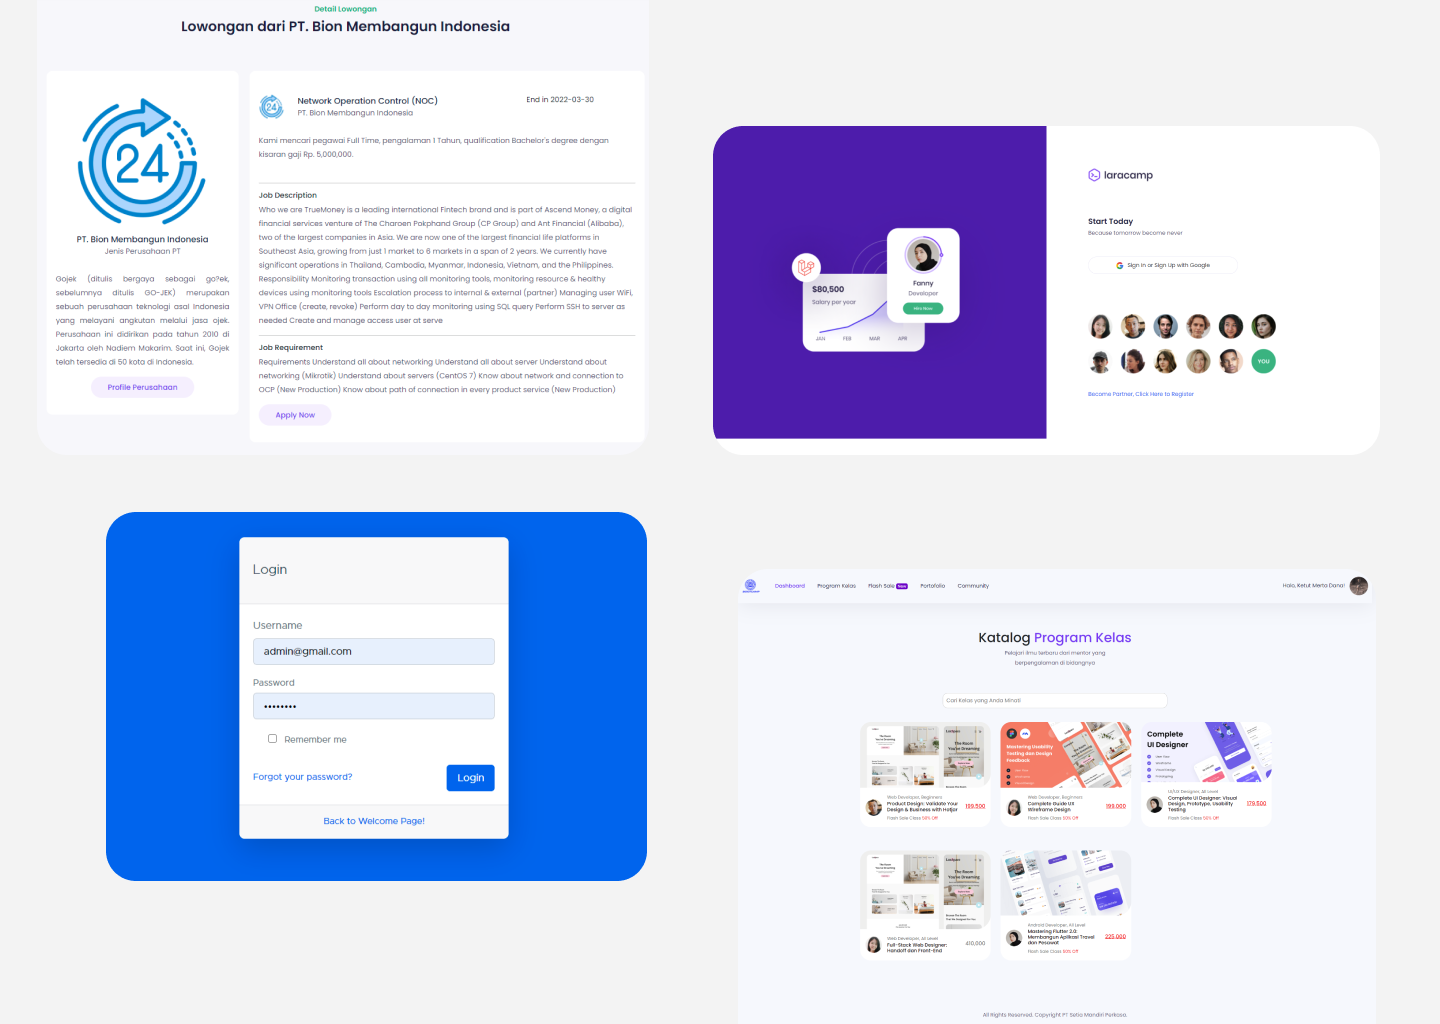 Detail Lowongan
Lowongan dari PT. Bion Membangun Indonesia
24
PT. Bion Membangun Indonesia
Jenis Perusahaan PT
Gojek (ditulis bergaya sebagai go?ek,
sebelumnya ditulis GO-JEK) merupakan
sebuah perusahaan teknologi asal Indonesia
yang melayani angkutan melalui jasa ojek.
Perusahaan ini didirikan pada tahun 2010 di
Jakarta oleh Nadiem Makarim. Saat ini, Gojek
telah tersedia di 50 kota di Indonesia.
Profile Perusahaan
24
Network Operation Control (NOC)
PT. Bion Membangun Indonesia
End in 2022-03-30
Kami mencari pegawai Full Time, pengalaman 1 Tahun, qualification Bachelor's degree dengan
kisaran gaji Rp. 5,000,000.
Job Description
Who we are TrueMoney is a leading international Fintech brand and is part of Ascend Money, a digital
financial services venture of The Charoen Pokphand Group (CP Group) and Ant Financial (Alibaba),
two of the largest companies in Asia. We are now one of the largest financial life platforms in
Southeast Asia, growing from just 1 market to 6 markets in a span of 2 years. We currently have
significant operations in Thailand, Cambodia, Myanmar, Indonesia, Vietnam, and the Philippines.
Responsibility Monitoring transaction using all monitoring tools, monitoring resource & healthy
devices using monitoring tools Escalation process to internal & external (partner) Managing user WiFi,
VPN Office (create, revoke) Perform day to day monitoring using SQL query Perform SSH to server as
needed Create and manage access user at serve
Job Requirement
Requirements Understand all about networking Understand all about server Understand about
networking (Mikrotik) Understand about servers (CentOS 7) Know about network and connection to
OCP (New Production) Know about path of connection in every product service (New Production)
Apply Now
$80,500
Salary per year
JAN FEB MAR APR
Fanny
Developer
Hire Now
laracamp
Start Today
Because tomorrow become never
Sign In or Sign Up with Google
YOU
Become Partner, Click Here to Register
Login
Username
admin@gmail.com
Password
••••••••
Remember me
Forgot your password?
Login
Back to Welcome Page!
Dashboard Program Kelas Flash Sale New Portofolio Community
Halo, Ketut Merta Dana!
Katalog Program Kelas
Pelajari ilmu terbaru dari mentor yang
berpengalaman di bidangnya
Cari Kelas yang Anda Minati
The Room
You're Dreaming
The Room
You're Dreaming
Web Developer, Beginners
Product Design: Validate Your
Design & Business with Hotjar
199,500
Flash Sale Class 50% Off
Mastering Usability
Testing dan Design
Feedback
Web Developer, Beginners
Complete Guide UX
Wireframe Design
199,000
Flash Sale Class 50% Off
Complete
UI Designer
UI/UX Designer, All Level
Complete UI Designer: Visual
Design, Prototype, Usability
Testing
179,500
Flash Sale Class 50% Off
The Room
You're Dreaming
The Room
You're Dreaming
Web Developer, All Level
Full-Stack Web Designer:
Handoff dan Front-End
410,000
Android Developer, All Level
Mastering Flutter 2.0:
Membangun Aplikasi Travel
dan Pesawat
225,000
Flash Sale Class 50% Off
All Rights Reserved. Copyright PT Setia Mandiri Perkasa.